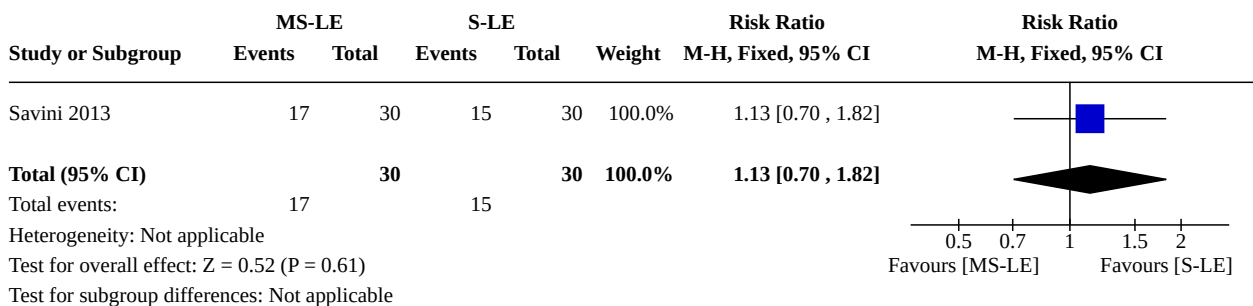 MS-LE S-LE Risk Ratio Risk Ratio
Study or Subgroup Events Total Events Total Weight M-H, Fixed, 95% CI M-H, Fixed, 95% CI
Savini 2013 17 30 15 30 100.0% 1.13 [0.70 , 1.82]
Total (95% CI) 30 30 100.0% 1.13 [0.70 , 1.82]
Total events: 17 15
Heterogeneity: Not applicable
0.5 0.7 1 1.5 2
Test for overall effect: Z = 0.52 (P = 0.61)
Favours [MS-LE] Favours [S-LE]
Test for subgroup differences: Not applicable